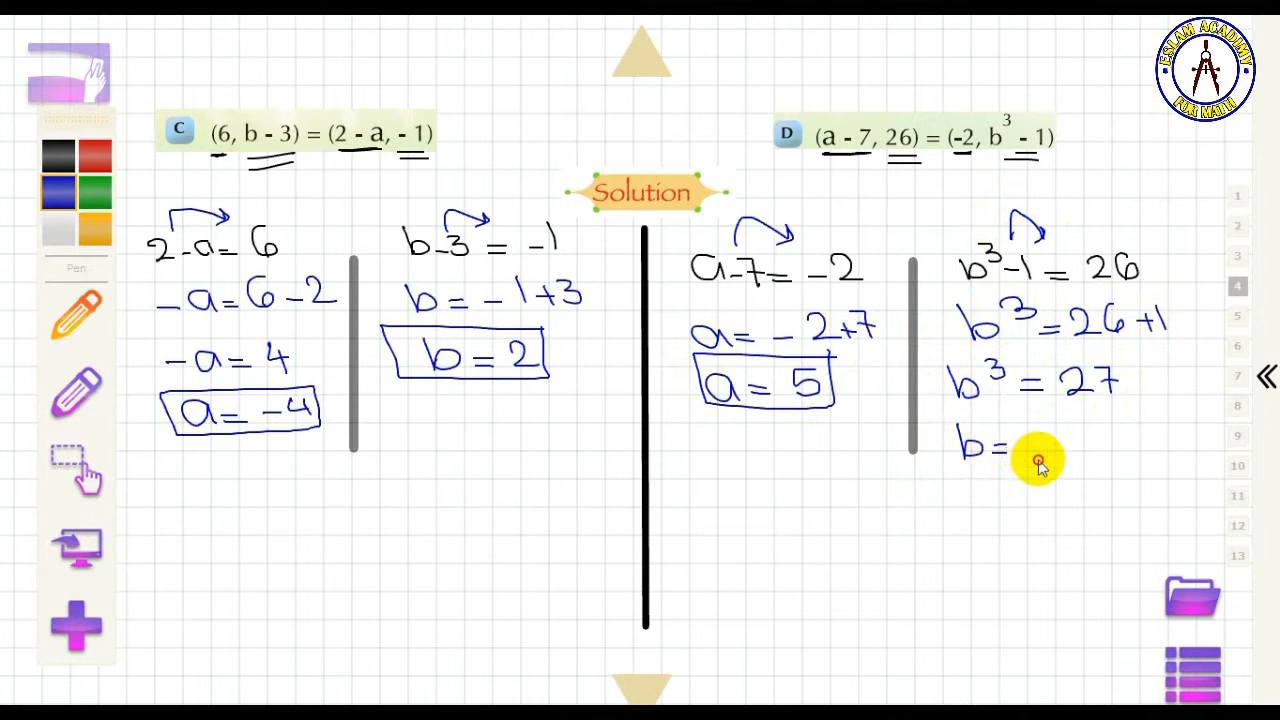 ESLAM ACADEMY
FOR MATH
C (6, b - 3) = (2 - a, - 1)
D (a - 7, 26) = (-2, b³ - 1)
Solution
2-a=6
-a=6-2
-a=4
a=-4
b-3=-1
b=-1+3
b=2
a-7=-2
a=-2+7
a=5
b³-1=26
b³=26+1
b³=27
b=
Pen
1
2
3
4
5
6
7
8
9
10
11
12
13